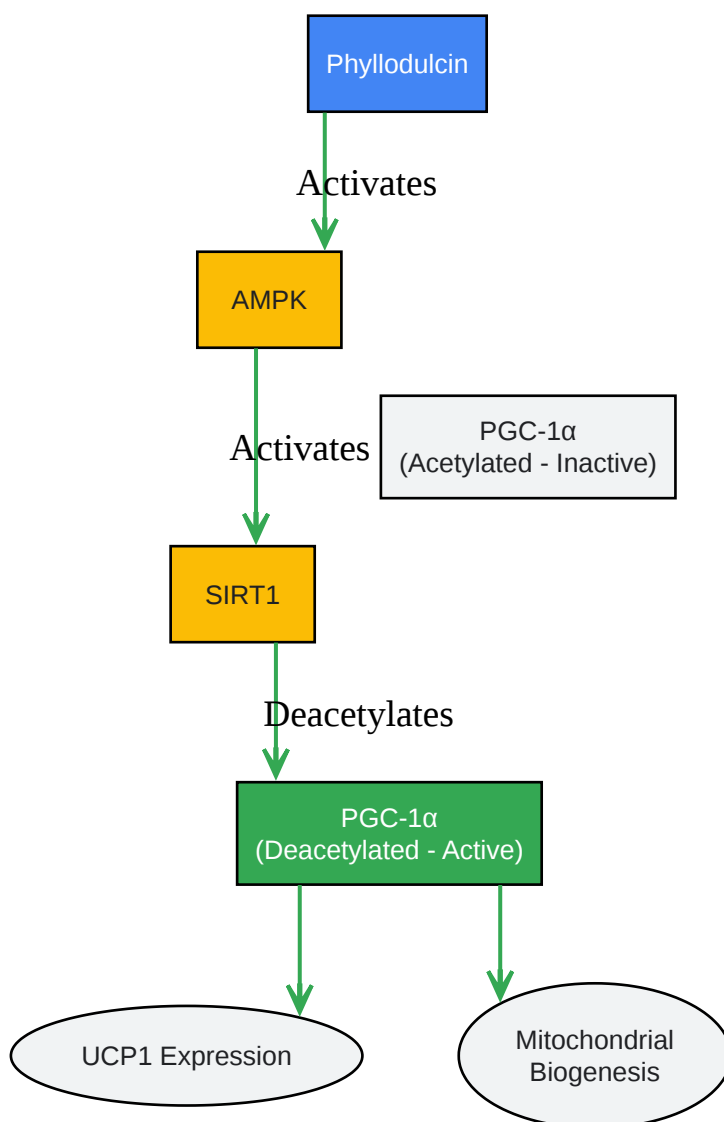 Phyllodulcin
Activates
AMPK
Activates
PGC-1α
(Acetylated - Inactive)
SIRT1
Deacetylates
PGC-1α
(Deacetylated - Active)
UCP1 Expression
Mitochondrial
Biogenesis